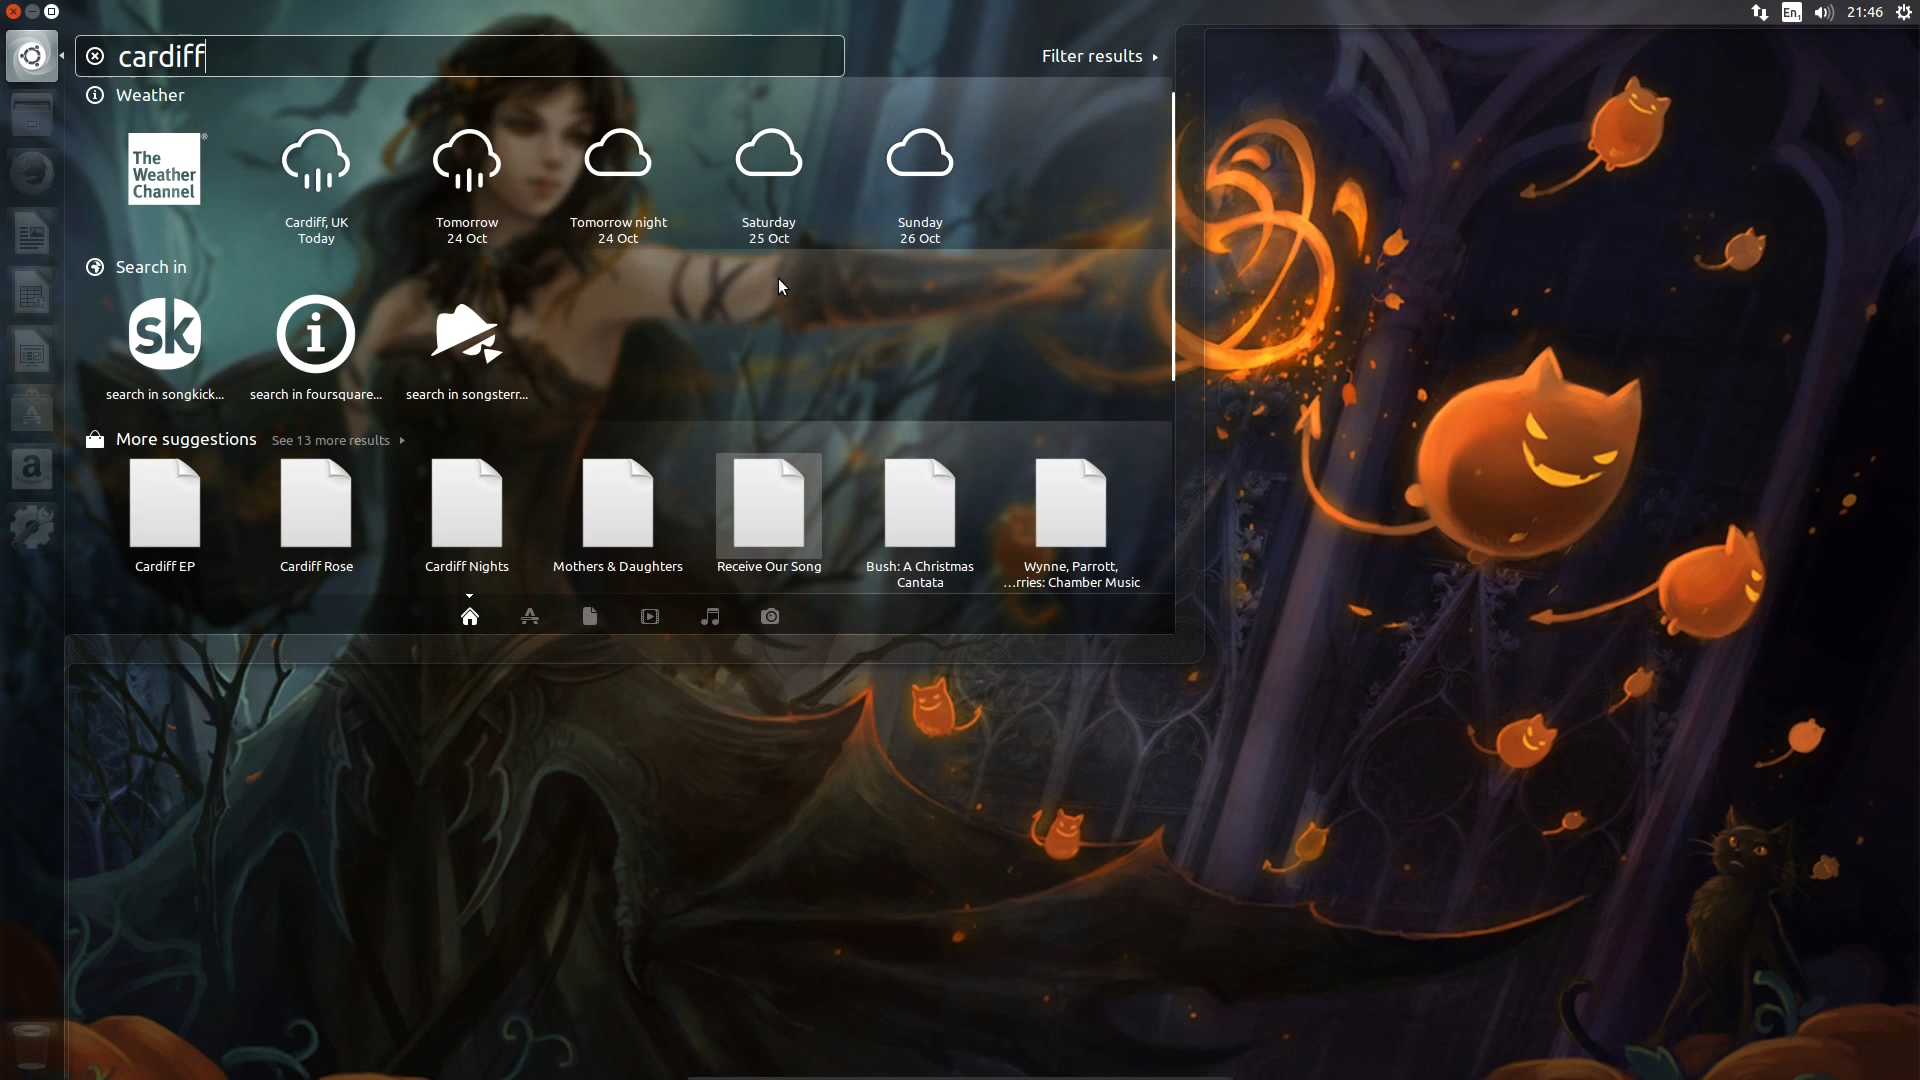 En1
21:46
cardiff
Filter results
Weather
The
Weather
Channel
®
Cardiff, UK
Today
Tomorrow
24 Oct
Tomorrow night
24 Oct
Saturday
25 Oct
Sunday
26 Oct
Search in
sk
i
search in songkick...
search in foursquare...
search in songsterr...
More suggestions
See 13 more results
Cardiff EP
Cardiff Rose
Cardiff Nights
Mothers & Daughters
Receive Our Song
Bush: A Christmas
Cantata
Wynne, Parrott,
...rries: Chamber Music
a